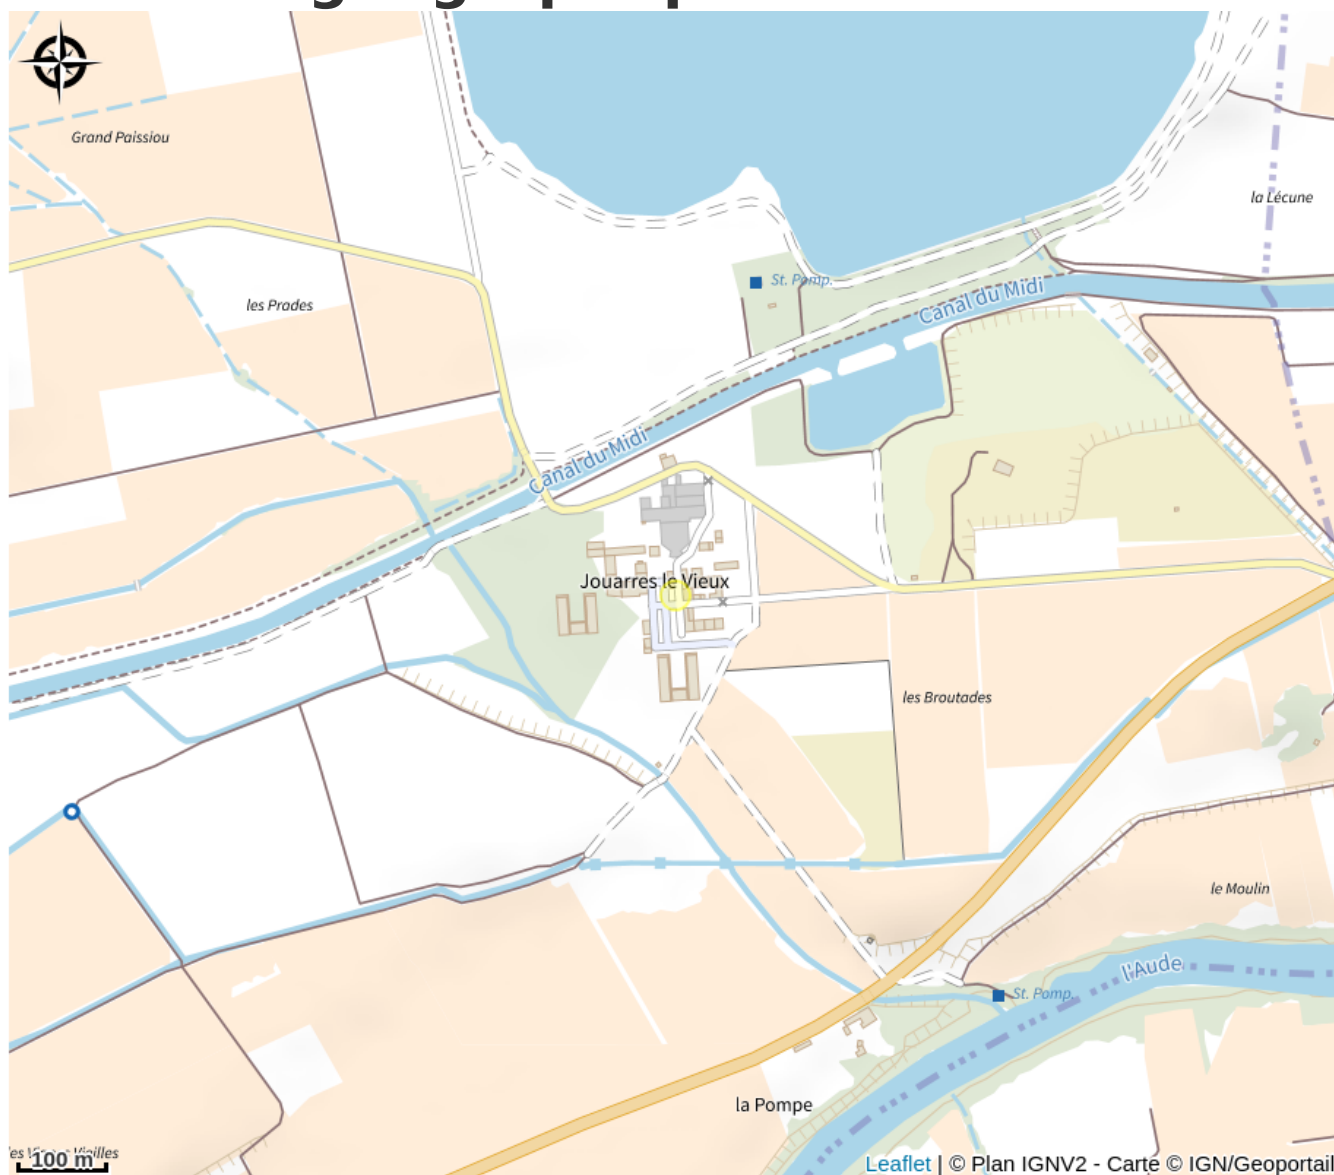 Grand Paissiou
la Lécune
St. Pomp.
Canal du Midi
les Prades
Canal du Midi
Jouarres le Vieux
les Broutades
le Moulin
l'Aude
St. Pomp.
la Pompe
Vieilles
100 m
Leaflet | © Plan IGNV2 - Carte © IGN/Geoportail